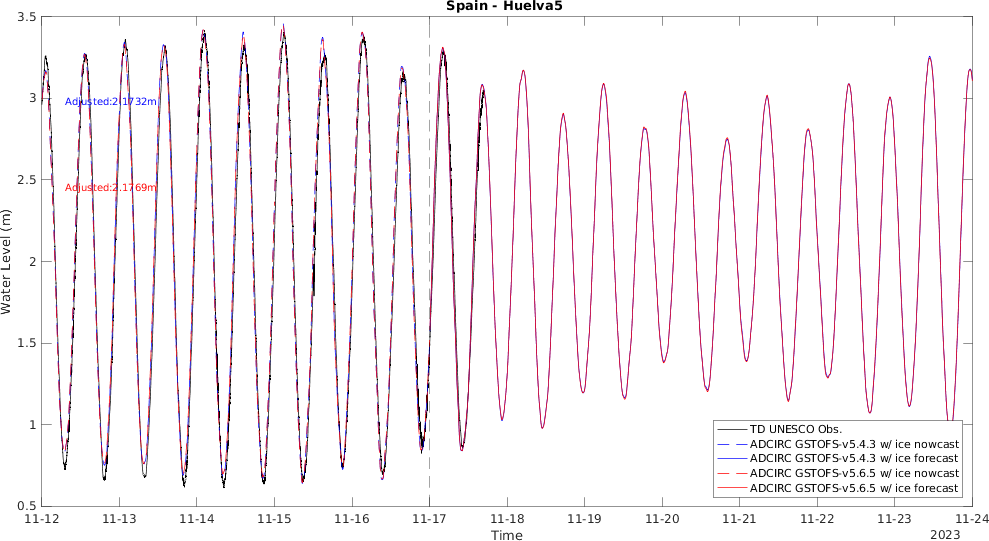 Spain - Huelva5
3.5
3
2.5
2
1.5
1
0.5
Water Level (m)
Adjusted:2.1732m
Adjusted:2.1769m
TD UNESCO Obs.
ADCIRC GSTOFS-v5.4.3 w/ ice nowcast
ADCIRC GSTOFS-v5.4.3 w/ ice forecast
ADCIRC GSTOFS-v5.6.5 w/ ice nowcast
ADCIRC GSTOFS-v5.6.5 w/ ice forecast
11-12 11-13 11-14 11-15 11-16 11-17 11-18 11-19 11-20 11-21 11-22 11-23 11-24
Time
2023